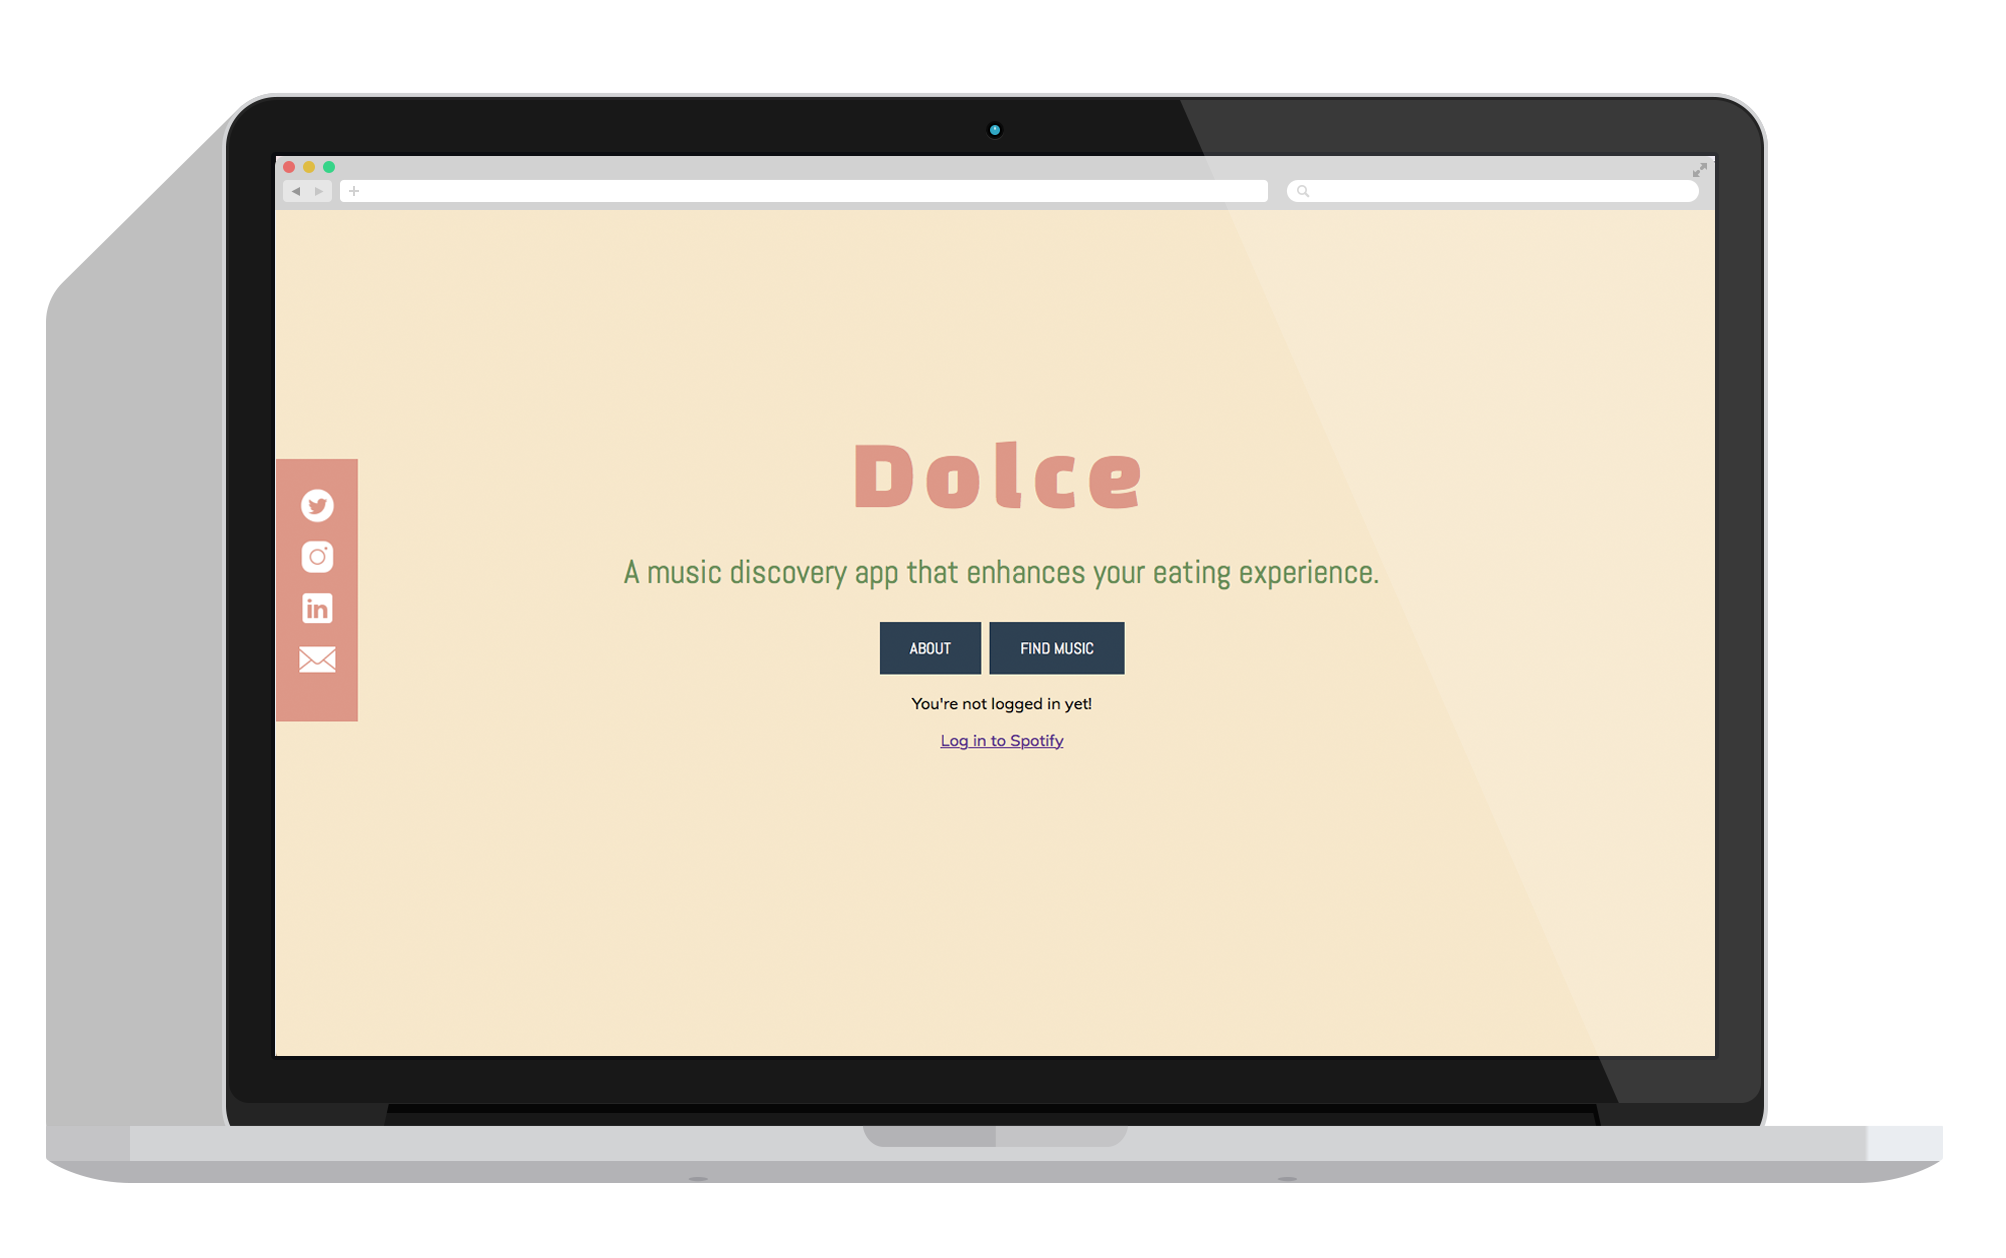 Dolce
A music discovery app that enhances your eating experience.
ABOUT
FIND MUSIC
You're not logged in yet!
Log in to Spotify
in